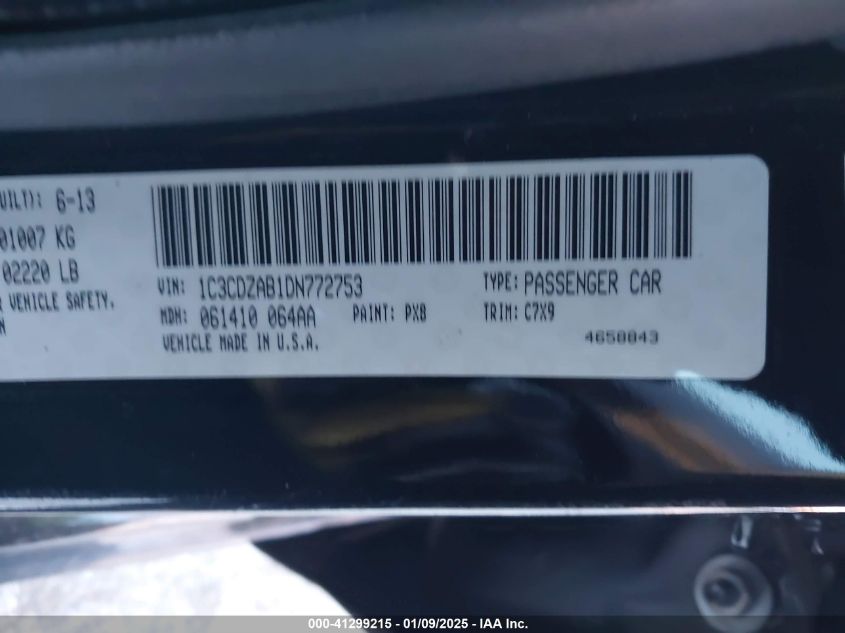 UILT): 6-13
01007 KG
02220 LB
R VEHICLE SAFETY,
N
VIN: 1C3CDZAB1DN772753 TYPE: PASSENGER CAR
MDH: 061410 064AA PAINT: PX8 TRIM: C7X9
VEHICLE MADE IN U.S.A.
4658843
000-41299215 - 01/09/2025 - IAA Inc.